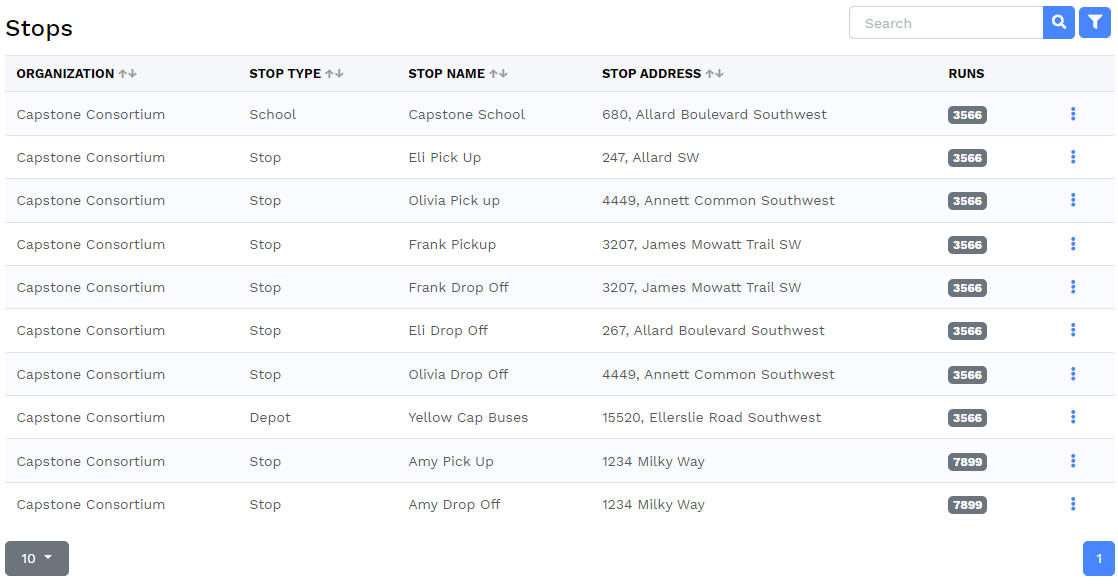 Stops
Search
ORGANIZATION STOP TYPE STOP NAME STOP ADDRESS RUNS
Capstone Consortium School Capstone School 680, Allard Boulevard Southwest 3566
Capstone Consortium Stop Eli Pick Up 247, Allard SW 3566
Capstone Consortium Stop Olivia Pick up 4449, Annett Common Southwest 3566
Capstone Consortium Stop Frank Pickup 3207, James Mowatt Trail SW 3566
Capstone Consortium Stop Frank Drop Off 3207, James Mowatt Trail SW 3566
Capstone Consortium Stop Eli Drop Off 267, Allard Boulevard Southwest 3566
Capstone Consortium Stop Olivia Drop Off 4449, Annett Common Southwest 3566
Capstone Consortium Depot Yellow Cap Buses 15520, Ellerslie Road Southwest 3566
Capstone Consortium Stop Amy Pick Up 1234 Milky Way 7899
Capstone Consortium Stop Amy Drop Off 1234 Milky Way 7899
10 1